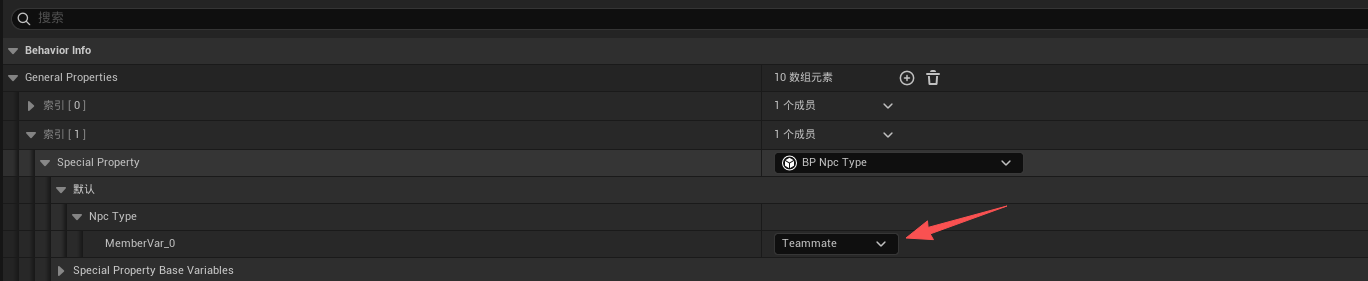 搜索
Behavior Info
General Properties 10 数组元素
索引 [ 0 ] 1 个成员
索引 [ 1 ] 1 个成员
Special Property BP Npc Type
默认
Npc Type
MemberVar_0 Teammate
Special Property Base Variables